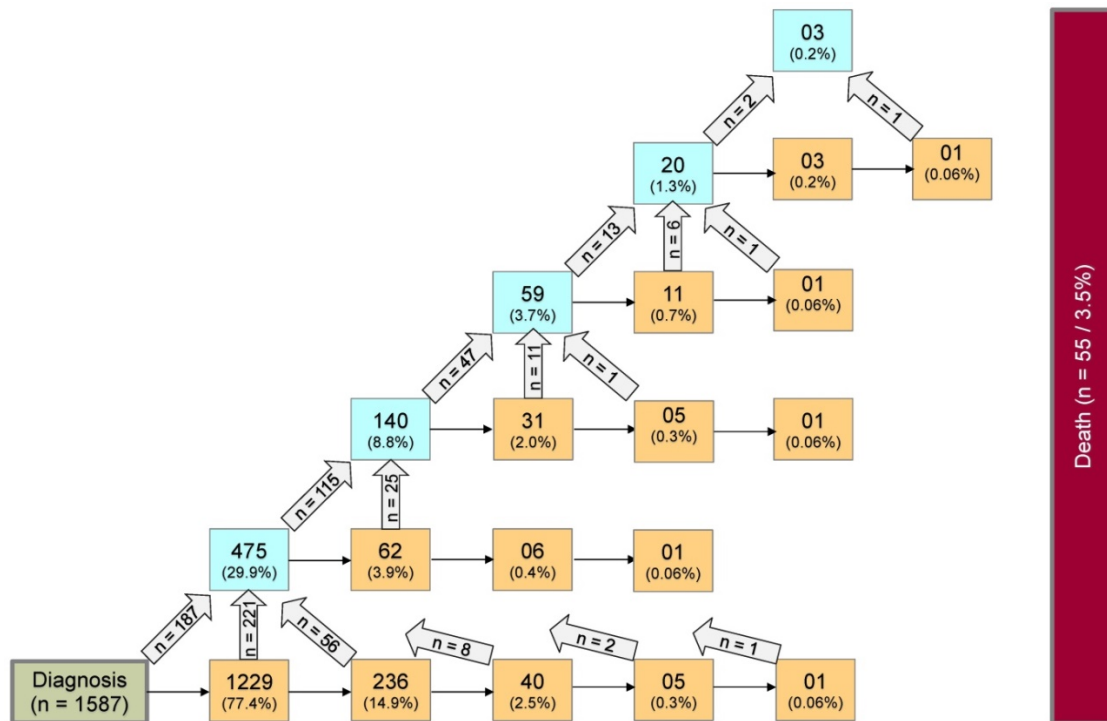 03
(0.2%)
n = 2
n = 1
20
(1.3%)
03
(0.2%)
01
(0.06%)
n = 13
n = 6
n = 1
59
(3.7%)
11
(0.7%)
01
(0.06%)
n = 47
n = 11
n = 1
140
(8.8%)
31
(2.0%)
05
(0.3%)
01
(0.06%)
n = 115
n = 25
475
(29.9%)
62
(3.9%)
06
(0.4%)
01
(0.06%)
n = 187
n = 221
n = 56
n = 8
n = 2
n = 1
Diagnosis
(n = 1587)
1229
(77.4%)
236
(14.9%)
40
(2.5%)
05
(0.3%)
01
(0.06%)
Death (n = 55 / 3.5%)